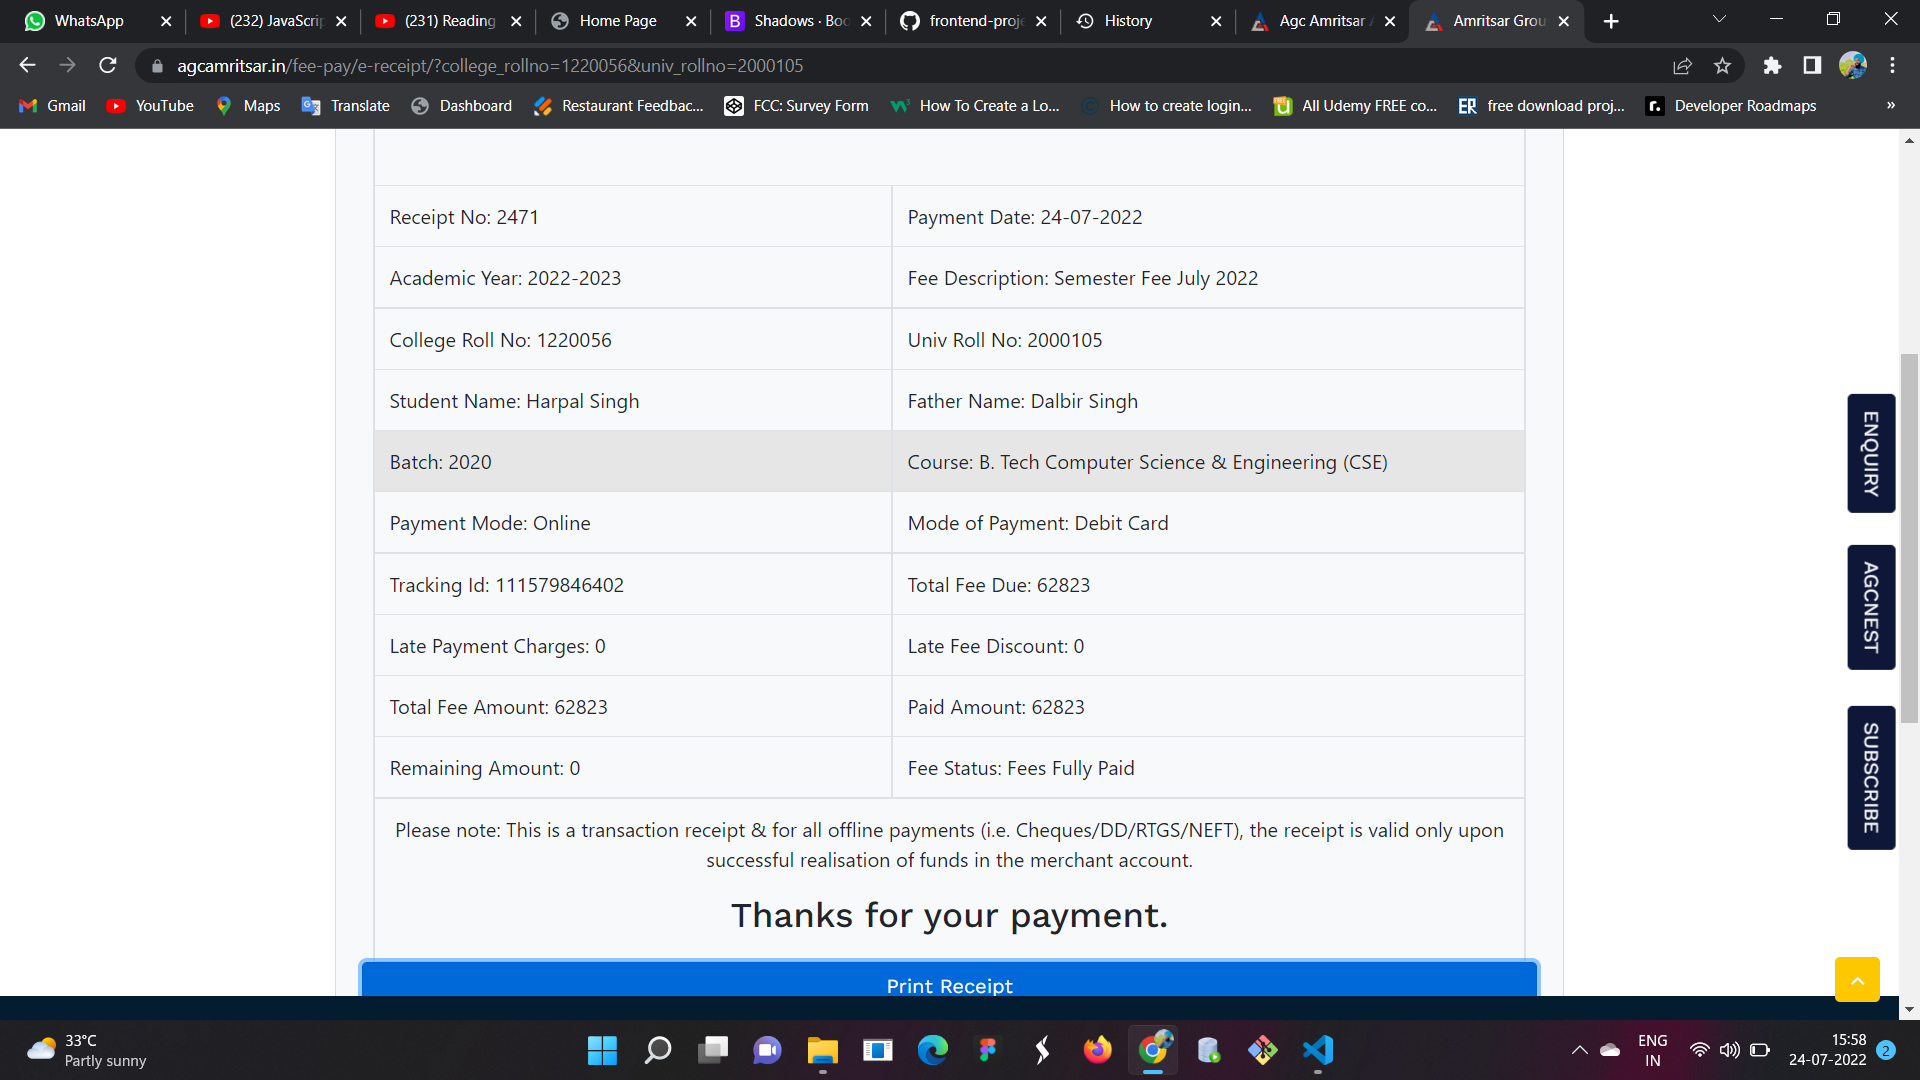 WhatsApp
(232) JavaScrip
(231) Reading
Home Page
Shadows · Boo
frontend-proje
History
Agc Amritsar
Amritsar Grou
agcamritsar.in/fee-pay/e-receipt/?college_rollno=1220056&univ_rollno=2000105
Gmail
YouTube
Maps
Translate
Dashboard
Restaurant Feedbac...
FCC: Survey Form
How To Create a Lo...
How to create login...
All Udemy FREE co...
free download proj...
Developer Roadmaps
»
Receipt No: 2471
Payment Date: 24-07-2022
Academic Year: 2022-2023
Fee Description: Semester Fee July 2022
College Roll No: 1220056
Univ Roll No: 2000105
Student Name: Harpal Singh
Father Name: Dalbir Singh
Batch: 2020
Course: B. Tech Computer Science & Engineering (CSE)
Payment Mode: Online
Mode of Payment: Debit Card
Tracking Id: 111579846402
Total Fee Due: 62823
Late Payment Charges: 0
Late Fee Discount: 0
Total Fee Amount: 62823
Paid Amount: 62823
Remaining Amount: 0
Fee Status: Fees Fully Paid
Please note: This is a transaction receipt & for all offline payments (i.e. Cheques/DD/RTGS/NEFT), the receipt is valid only upon
successful realisation of funds in the merchant account.
Thanks for your payment.
Print Receipt
ENQUIRY
AGCNEST
SUBSCRIBE
33°C
Partly sunny
ENG
IN
15:58
24-07-2022
2